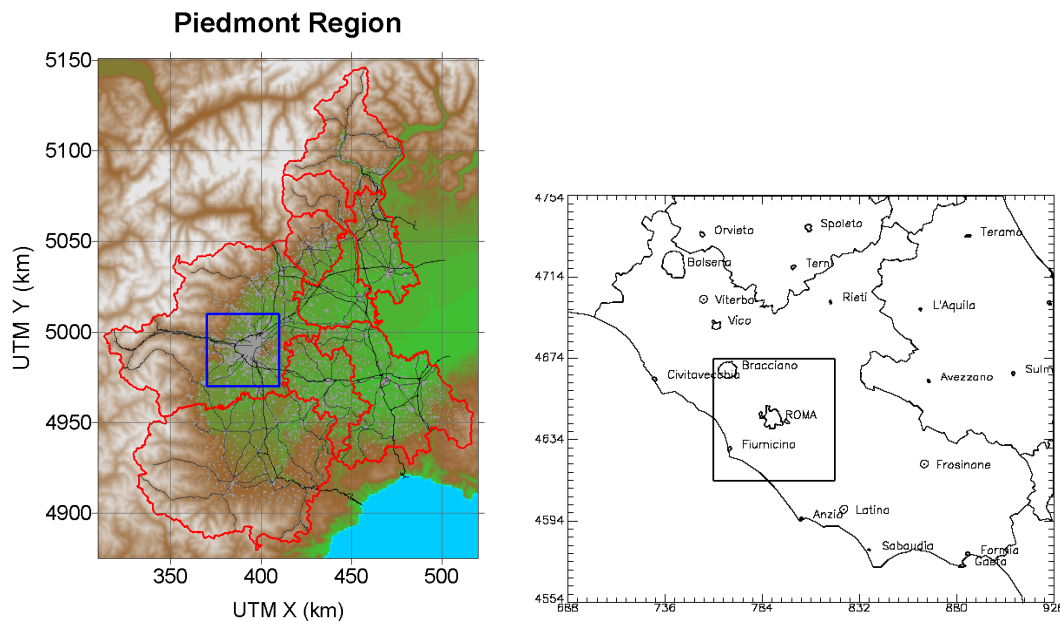 Piedmont Region
5150
5100
5050
5000
4950
4900
UTM Y (km)
350 400 450 500
UTM X (km)
4754
4714
4674
4634
4594
4554
688 736 784 832 880 928
Orvieto
Spoleto
Teramo
Bolsena
Terni
Viterbo
Rieti
L'Aquila
Vico
Bracciano
Civitavecchia
Avezzano
Sulm
ROMA
Fiumicino
Frosinone
Anzio
Latina
Sabaudia
Formia
Gaeta